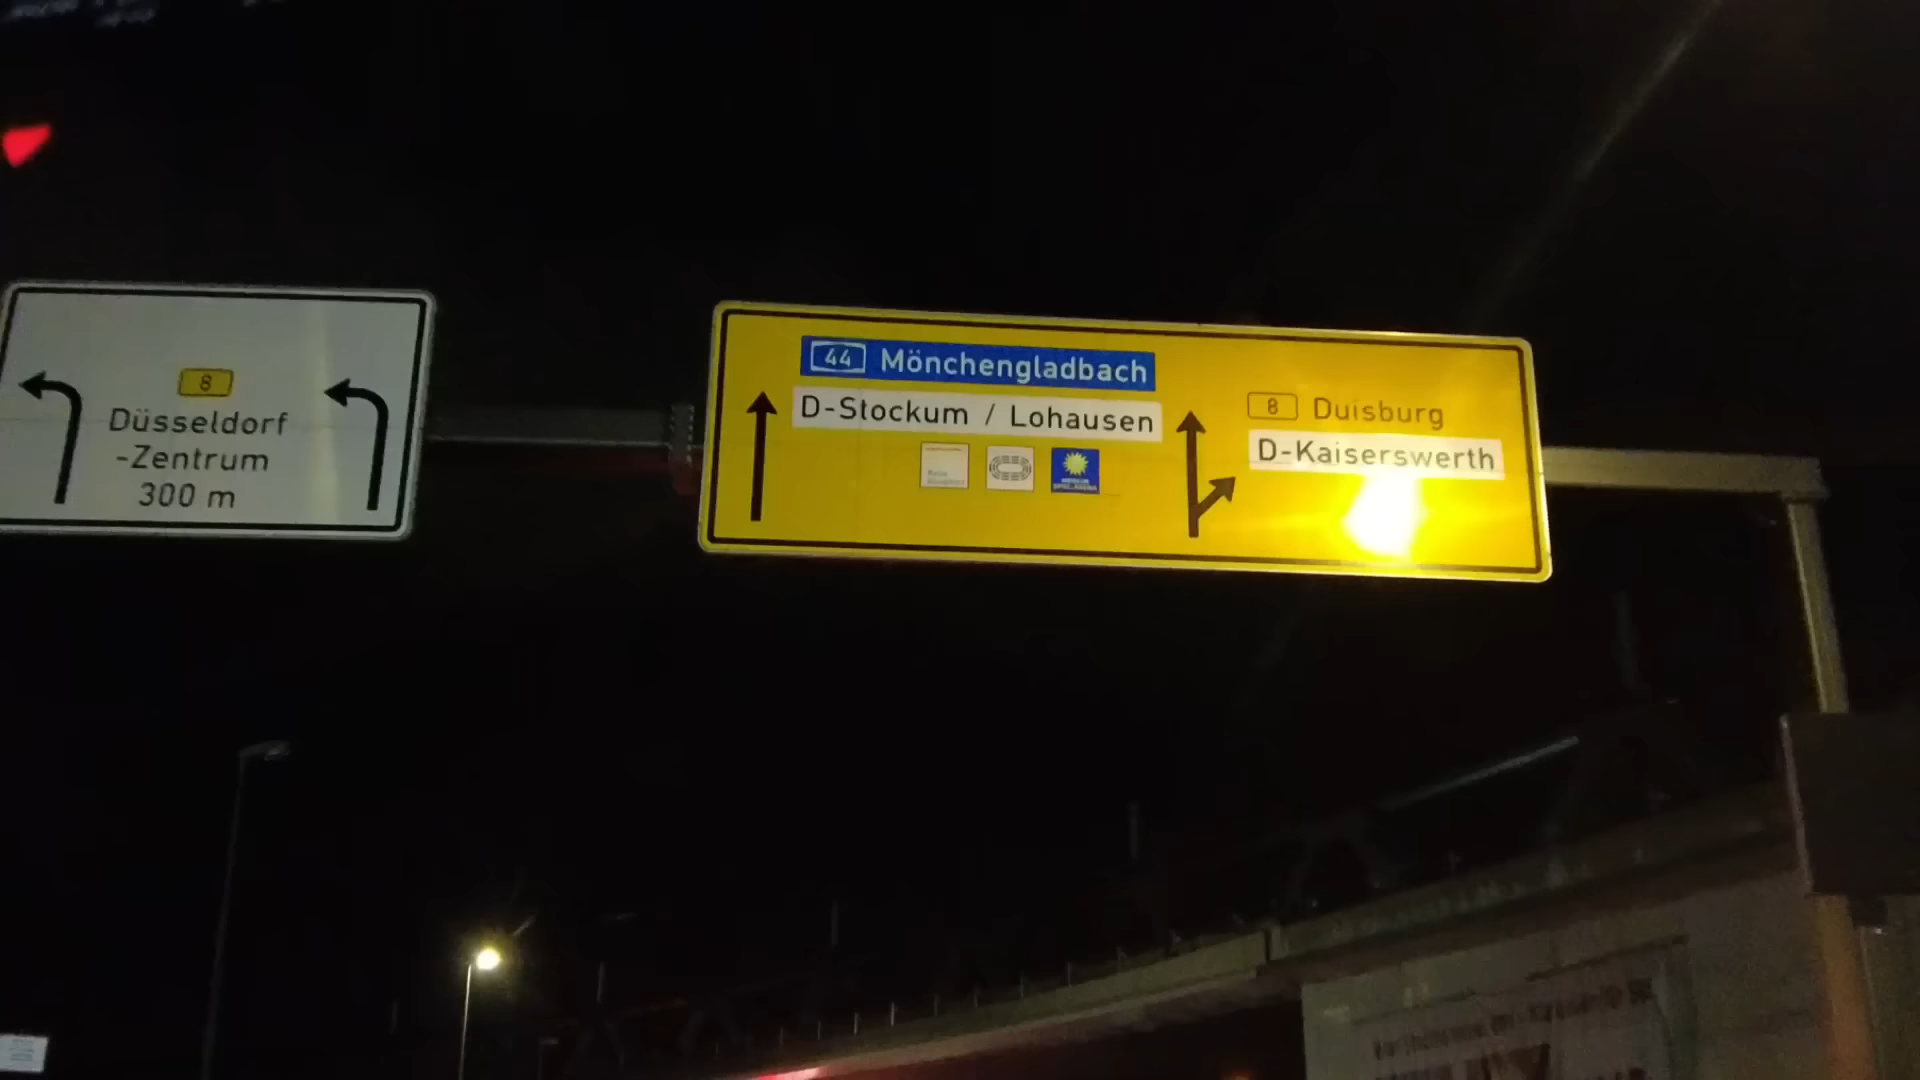 8
Düsseldorf
-Zentrum
300 m
44 Mönchengladbach
D-Stockum / Lohausen
8 Duisburg
D-Kaiserswerth